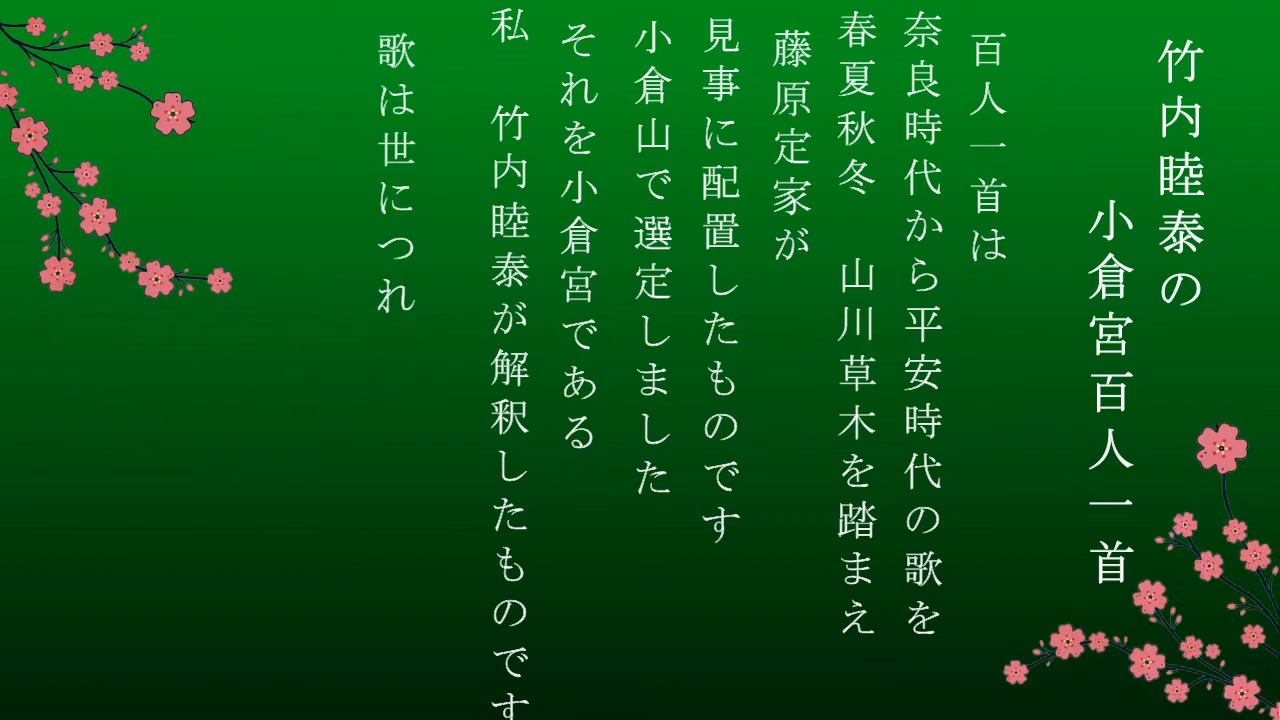 竹内睦泰の
小倉宮百人一首
百人一首は
奈良時代から平安時代の歌を
春夏秋冬　山川草木を踏まえ
藤原定家が
見事に配置したものです
小倉山で選定しました
それを小倉宮である
私　竹内睦泰が解釈したものです
歌は世につれ